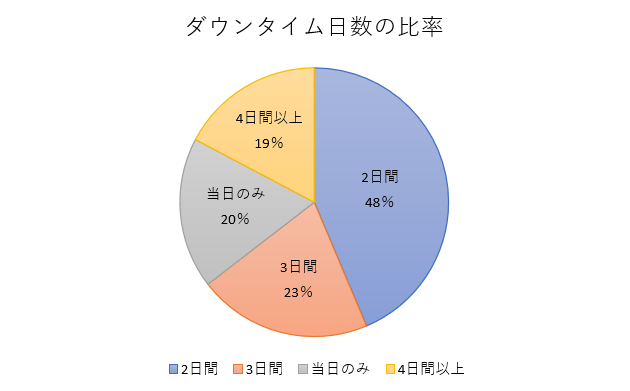 ダウンタイム日数の比率
4日間以上
19%
2日間
48%
当日のみ
20%
3日間
23%
2日間 3日間 当日のみ 4日間以上